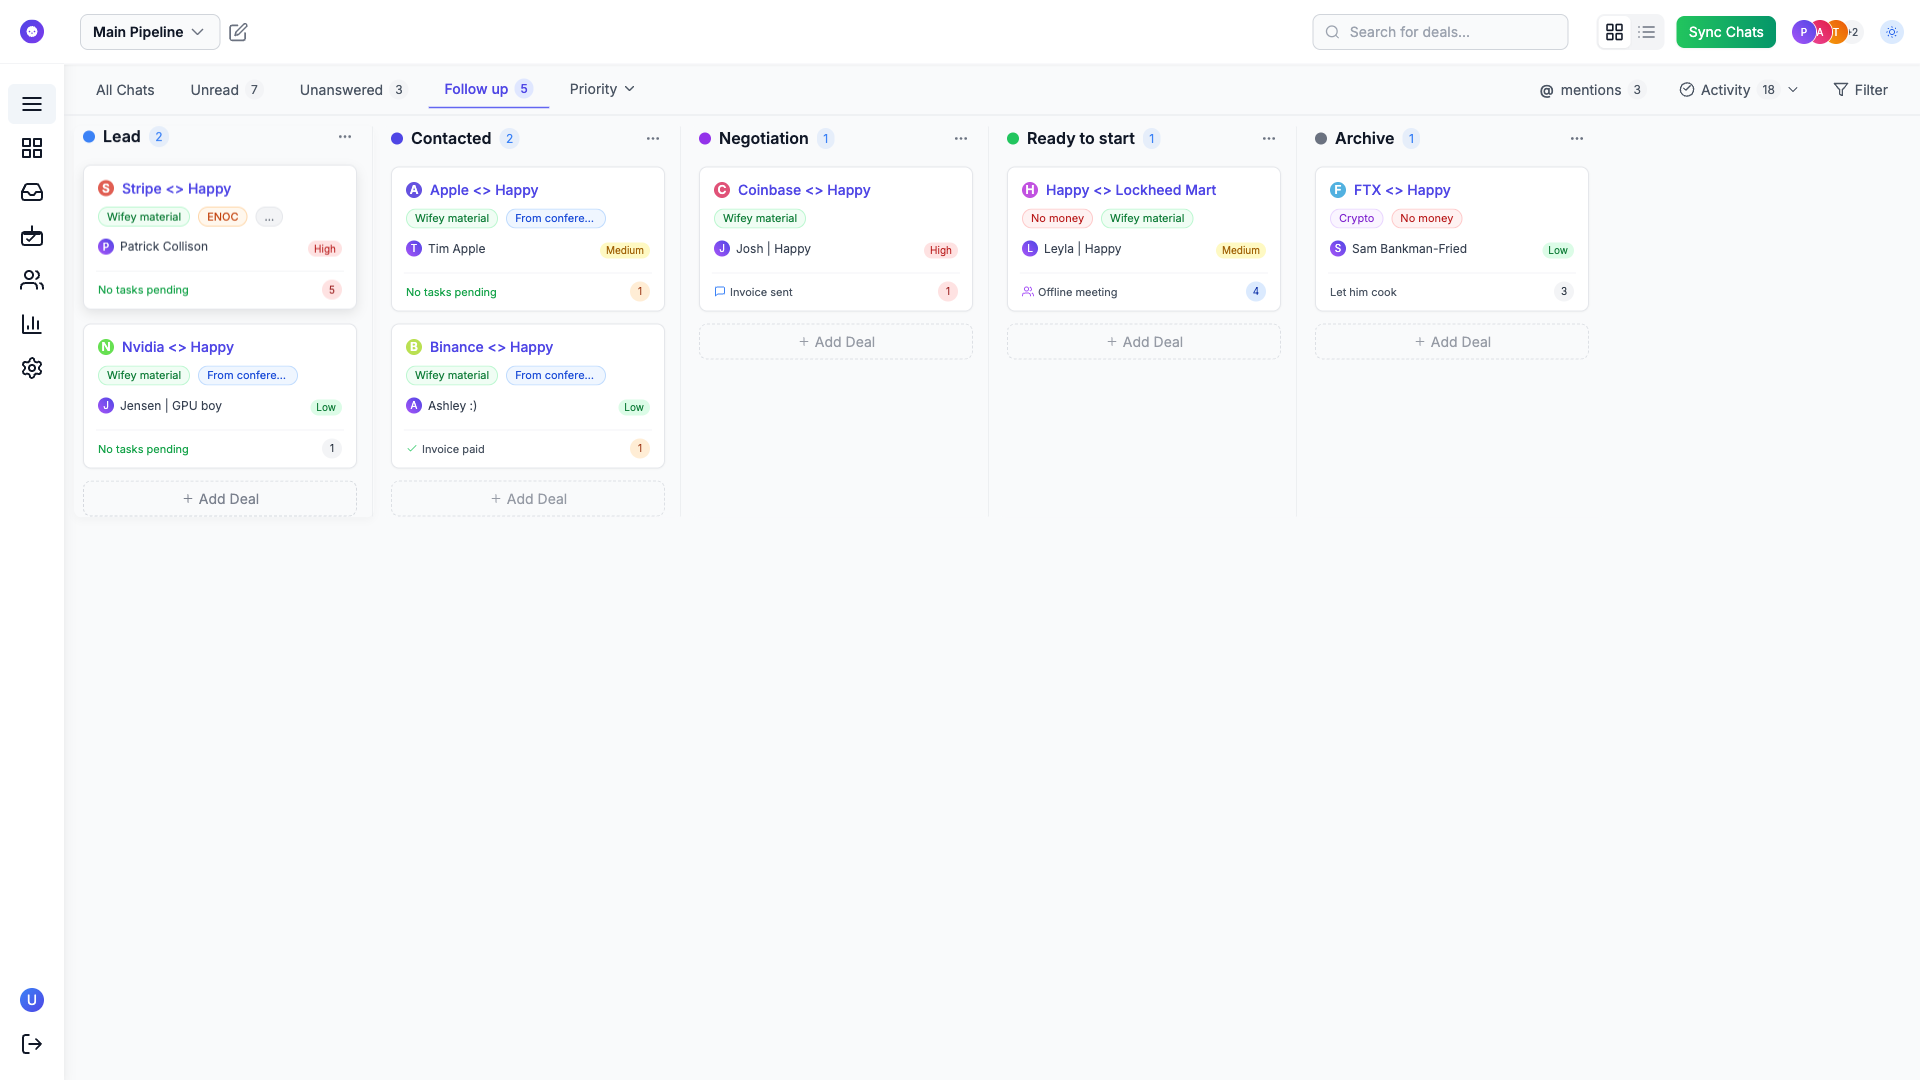 Main Pipeline
Search for deals...
Sync Chats
P A T +2
All Chats
Unread 7
Unanswered 3
Follow up 5
Priority
@ mentions 3
Activity 18
Filter
Lead 2
S Stripe <> Happy
Wifey material ENOC ...
P Patrick Collison High
No tasks pending 5
N Nvidia <> Happy
Wifey material From confere...
J Jensen | GPU boy Low
No tasks pending 1
+ Add Deal
Contacted 2
A Apple <> Happy
Wifey material From confere...
T Tim Apple Medium
No tasks pending 1
B Binance <> Happy
Wifey material From confere...
A Ashley :) Low
Invoice paid 1
+ Add Deal
Negotiation 1
C Coinbase <> Happy
Wifey material
J Josh | Happy High
Invoice sent 1
+ Add Deal
Ready to start 1
H Happy <> Lockheed Mart
No money Wifey material
L Leyla | Happy Medium
Offline meeting 4
+ Add Deal
Archive 1
F FTX <> Happy
Crypto No money
S Sam Bankman-Fried Low
Let him cook 3
+ Add Deal
U